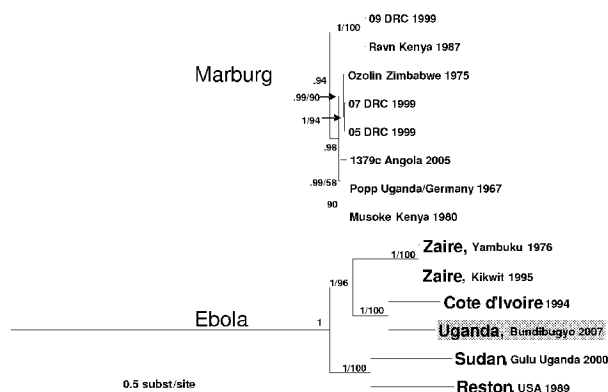 09 DRC 1999
1/100
Ravn Kenya 1987
Marburg
Ozolin Zimbabwe 1975
.94
.99/90
07 DRC 1999
1/94
05 DRC 1999
.98
1379c Angola 2005
.99/58
Popp Uganda/Germany 1967
90
Musoke Kenya 1980
Zaire, Yambuku 1976
1/100
Zaire, Kikwit 1995
1/96
Cote d'Ivoire 1994
1/100
Ebola
1
Uganda, Bundibugyo 2007
Sudan, Gulu Uganda 2000
1/100
0.5 subst/site
Reston, USA 1989